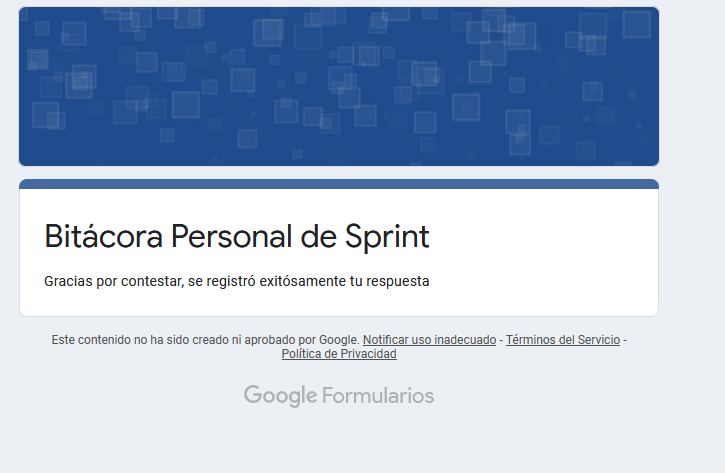 Bitácora Personal de Sprint
Gracias por contestar, se registró exitósamente tu respuesta
Este contenido no ha sido creado ni aprobado por Google. Notificar uso inadecuado - Términos del Servicio -
Política de Privacidad
Google Formularios